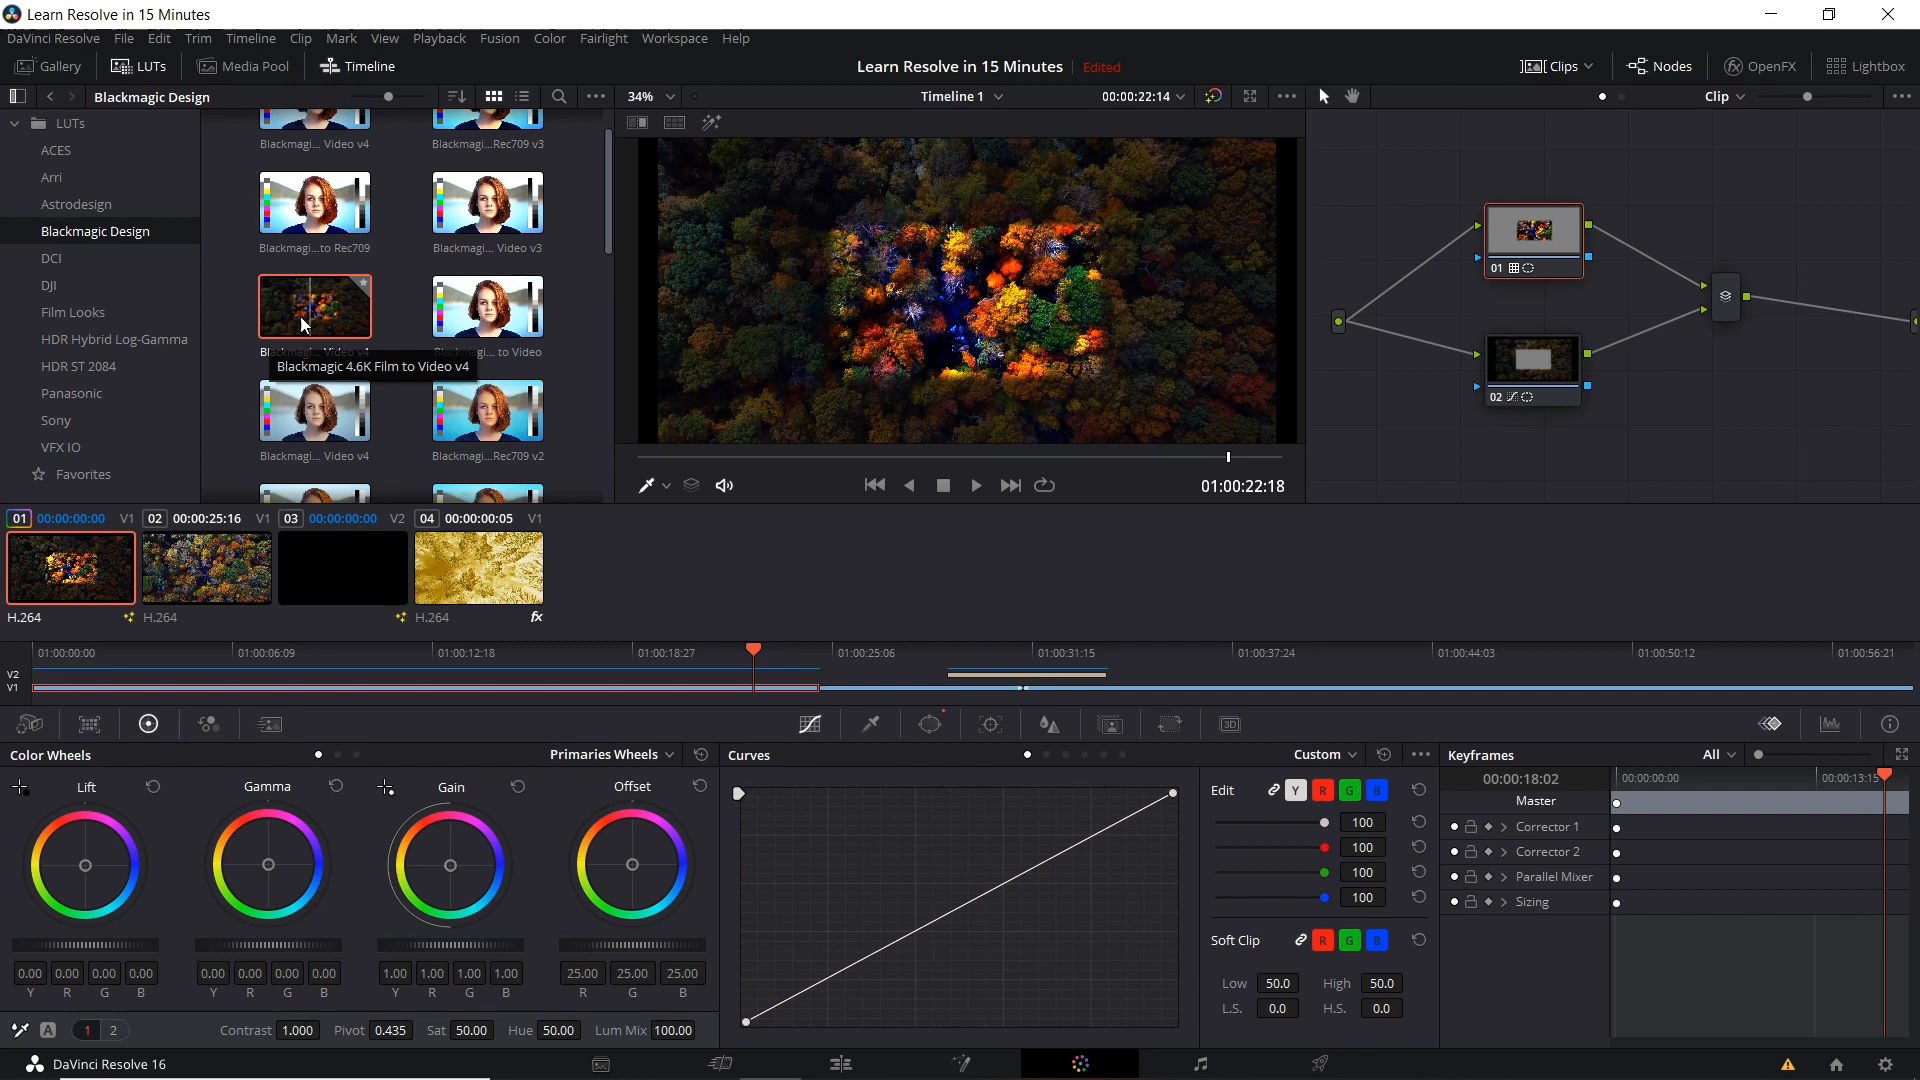 Learn Resolve in 15 Minutes
DaVinci Resolve File Edit Trim Timeline Clip Mark View Playback Fusion Color Fairlight Workspace Help
Gallery LUTs Media Pool Timeline Learn Resolve in 15 Minutes Edited Clips Nodes OpenFX Lightbox
Blackmagic Design 34% Timeline 1 00:00:22:14 Clip
LUTs
ACES
Arri
Astrodesign
Blackmagic Design
DCI
DJI
Film Looks
HDR Hybrid Log-Gamma
HDR ST 2084
Panasonic
Sony
VFX IO
Favorites
Blackmagi... Video v4 Blackmagi...Rec709 v3
Blackmagi...to Rec709 Blackmagi... Video v3
Blackmagic 4.6K Film to Video v4
Blackmagi... Video v4 Blackmagi...Rec709 v2
01
02
01:00:22:18
01 00:00:00:00 V1 02 00:00:25:16 V1 03 00:00:00:00 V2 04 00:00:00:05 V1
H.264 H.264 H.264 fx
01:00:00:00 01:00:06:09 01:00:12:18 01:00:18:27 01:00:25:06 01:00:31:15 01:00:37:24 01:00:44:03 01:00:50:12 01:00:56:21
V2
V1
3D
Color Wheels Primaries Wheels Curves Custom Keyframes All
Lift Gamma Gain Offset
0.00 0.00 0.00 0.00 0.00 0.00 0.00 0.00 1.00 1.00 1.00 1.00 25.00 25.00 25.00
Y R G B Y R G B Y R G B R G B
A 1 2 Contrast 1.000 Pivot 0.435 Sat 50.00 Hue 50.00 Lum Mix 100.00
Edit Y R G B
100
100
100
100
Soft Clip R G B
Low 50.0 High 50.0
L.S. 0.0 H.S. 0.0
00:00:18:02 00:00:00:00 00:00:13:15
Master
Corrector 1
Corrector 2
Parallel Mixer
Sizing
DaVinci Resolve 16